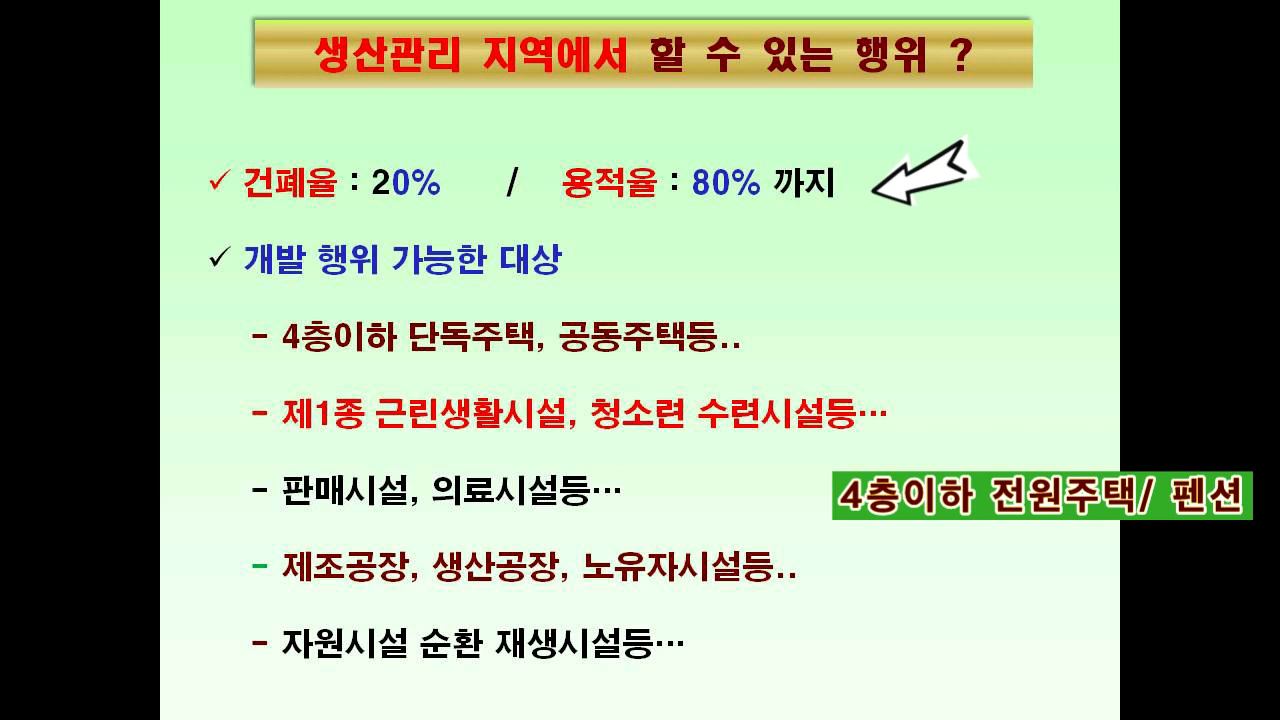 생산관리 지역에서 할 수 있는 행위 ?
✓ 건폐율 : 20% / 용적율 : 80% 까지
✓ 개발 행위 가능한 대상
- 4층이하 단독주택, 공동주택등..
- 제1종 근린생활시설, 청소련 수련시설등…
- 판매시설, 의료시설등…
4층이하 전원주택/ 펜션
- 제조공장, 생산공장, 노유자시설등..
- 자원시설 순환 재생시설등…